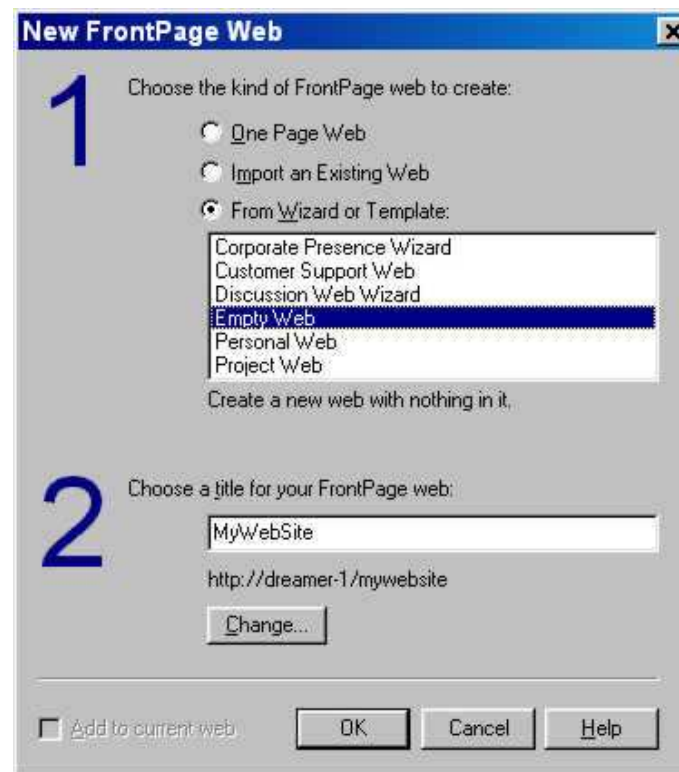 New FrontPage Web
1
Choose the kind of FrontPage web to create:
One Page Web
Import an Existing Web
From Wizard or Template:
Corporate Presence Wizard
Customer Support Web
Discussion Web Wizard
Empty Web
Personal Web
Project Web
Create a new web with nothing in it.
2
Choose a title for your FrontPage web:
MyWebSite
http://dreamer-1/mywebsite
Change...
Add to current web
OK
Cancel
Help